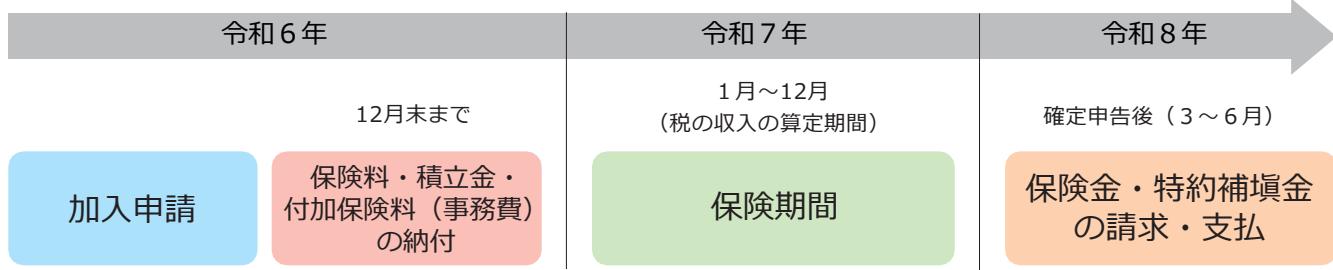 令和６年
令和７年
令和８年
12月末まで
１月～12月
（税の収入の算定期間）
確定申告後（３～６月）
加入申請
保険料・積立金・
付加保険料（事務費）
の納付
保険期間
保険金・特約補塡金
の請求・支払